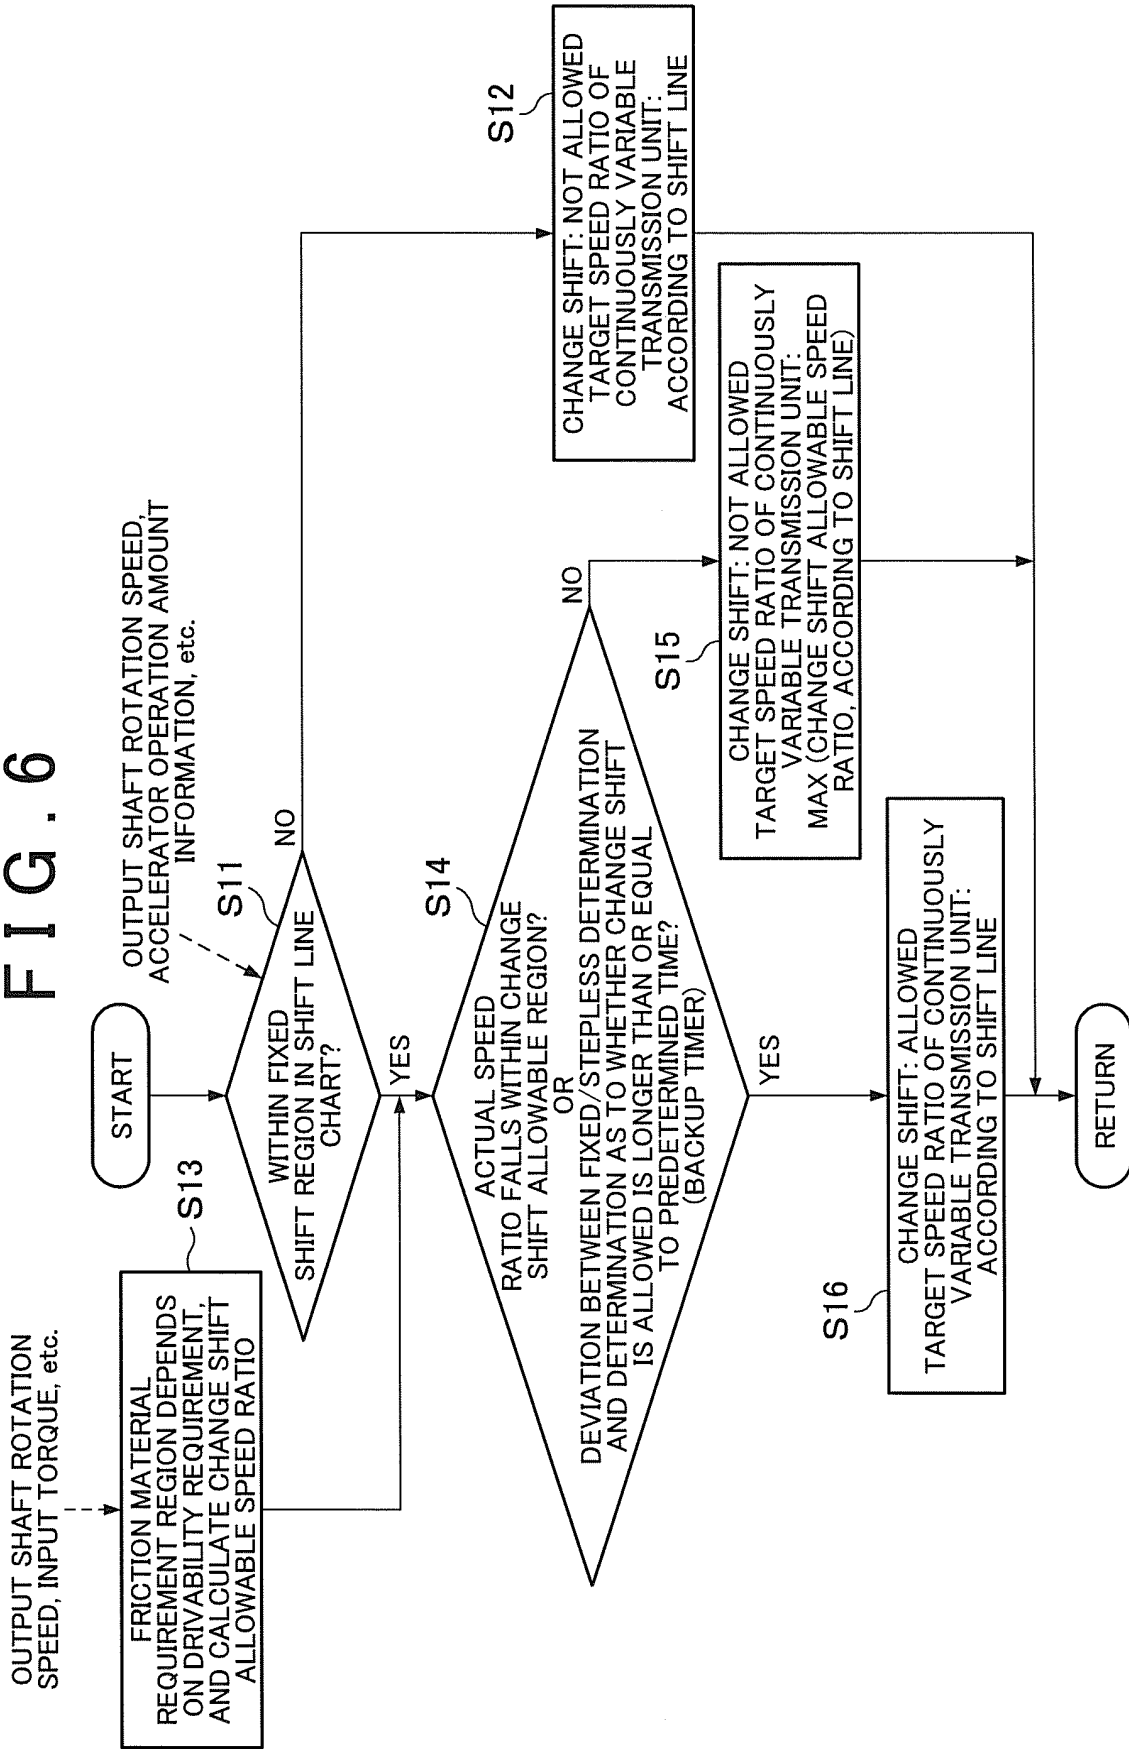 FIG. 6
START
OUTPUT SHAFT ROTATION SPEED,
ACCELERATOR OPERATION AMOUNT
INFORMATION, etc.
S11
WITHIN FIXED
SHIFT REGION IN SHIFT LINE
CHART?
NO
YES
S12
CHANGE SHIFT: NOT ALLOWED
TARGET SPEED RATIO OF
CONTINUOUSLY VARIABLE
TRANSMISSION UNIT:
ACCORDING TO SHIFT LINE
OUTPUT SHAFT ROTATION
SPEED, INPUT TORQUE, etc.
S13
FRICTION MATERIAL
REQUIREMENT REGION DEPENDS
ON DRIVABILITY REQUIREMENT,
AND CALCULATE CHANGE SHIFT
ALLOWABLE SPEED RATIO
S14
ACTUAL SPEED
RATIO FALLS WITHIN CHANGE
SHIFT ALLOWABLE REGION?
OR
DEVIATION BETWEEN FIXED/STEPLESS DETERMINATION
AND DETERMINATION AS TO WHETHER CHANGE SHIFT
IS ALLOWED IS LONGER THAN OR EQUAL
TO PREDETERMINED TIME?
(BACKUP TIMER)
NO
YES
S15
CHANGE SHIFT: NOT ALLOWED
TARGET SPEED RATIO OF CONTINUOUSLY
VARIABLE TRANSMISSION UNIT:
MAX (CHANGE SHIFT ALLOWABLE SPEED
RATIO, ACCORDING TO SHIFT LINE)
S16
CHANGE SHIFT: ALLOWED
TARGET SPEED RATIO OF CONTINUOUSLY
VARIABLE TRANSMISSION UNIT:
ACCORDING TO SHIFT LINE
RETURN